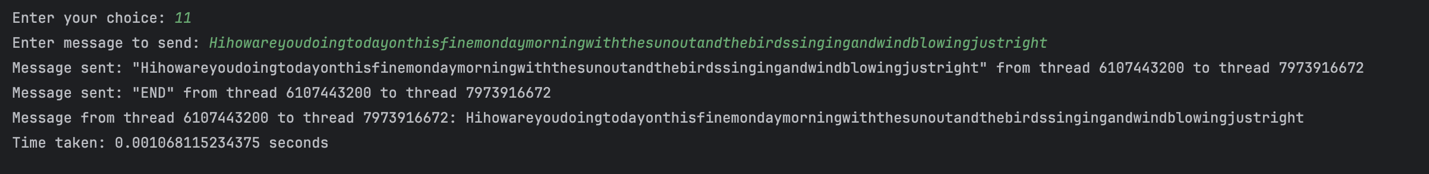 Enter your choice: 11
Enter message to send: Hihowareyoudoingtodayonthisfinemondaymorningwiththesunoutandthebirdssingingandwindblowingjustright
Message sent: "Hihowareyoudoingtodayonthisfinemondaymorningwiththesunoutandthebirdssingingandwindblowingjustright" from thread 6107443200 to thread 7973916672
Message sent: "END" from thread 6107443200 to thread 7973916672
Message from thread 6107443200 to thread 7973916672: Hihowareyoudoingtodayonthisfinemondaymorningwiththesunoutandthebirdssingingandwindblowingjustright
Time taken: 0.001068115234375 seconds